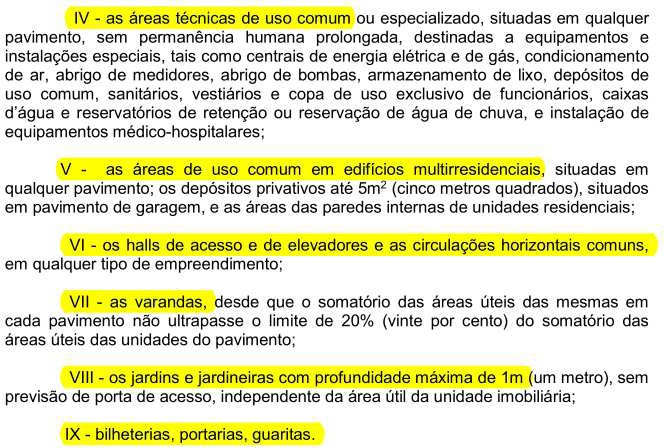 IV - as áreas técnicas de uso comum ou especializado, situadas em qualquer
pavimento, sem permanência humana prolongada, destinadas a equipamentos e
instalações especiais, tais como centrais de energia elétrica e de gás, condicionamento
de ar, abrigo de medidores, abrigo de bombas, armazenamento de lixo, depósitos de
uso comum, sanitários, vestiários e copa de uso exclusivo de funcionários, caixas
d'água e reservatórios de retenção ou reservação de água de chuva, e instalação de
equipamentos médico-hospitalares;
V - as áreas de uso comum em edifícios multirresidenciais, situadas em
qualquer pavimento; os depósitos privativos até 5m² (cinco metros quadrados), situados
em pavimento de garagem, e as áreas das paredes internas de unidades residenciais;
VI - os halls de acesso e de elevadores e as circulações horizontais comuns,
em qualquer tipo de empreendimento;
VII - as varandas, desde que o somatório das áreas úteis das mesmas em
cada pavimento não ultrapasse o limite de 20% (vinte por cento) do somatório das
áreas úteis das unidades do pavimento;
VIII - os jardins e jardineiras com profundidade máxima de 1m (um metro), sem
previsão de porta de acesso, independente da área útil da unidade imobiliária;
IX - bilheterias, portarias, guaritas.